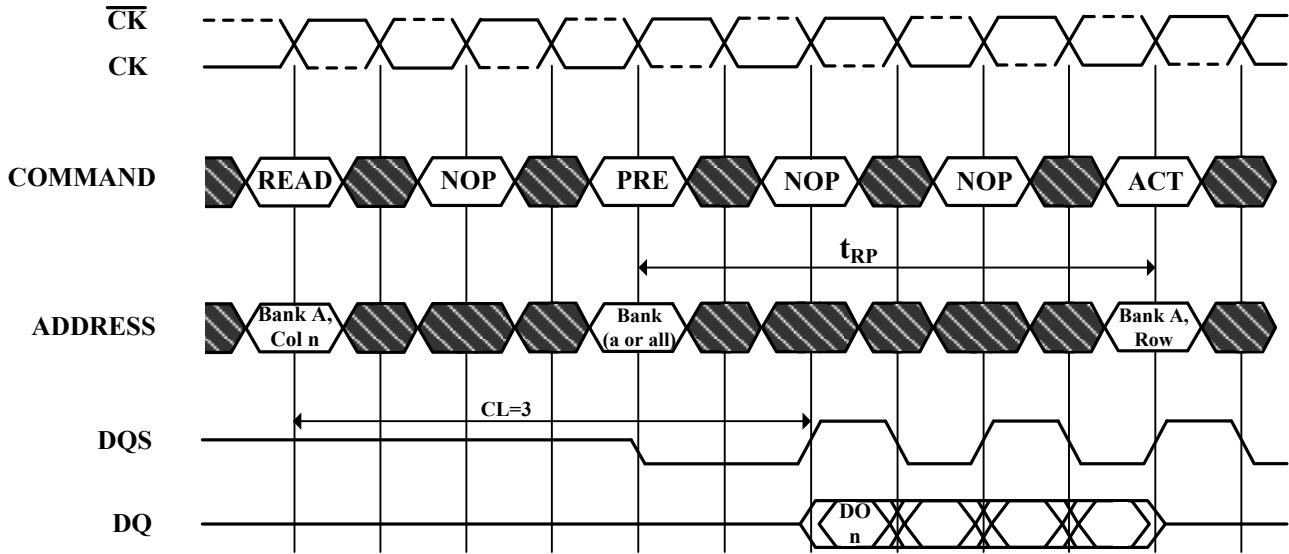 CK
CK
COMMAND
READ
NOP
PRE
NOP
NOP
ACT
tRP
ADDRESS
Bank A,
Col n
Bank
(a or all)
Bank A,
Row
CL=3
DQS
DQ
DO
n